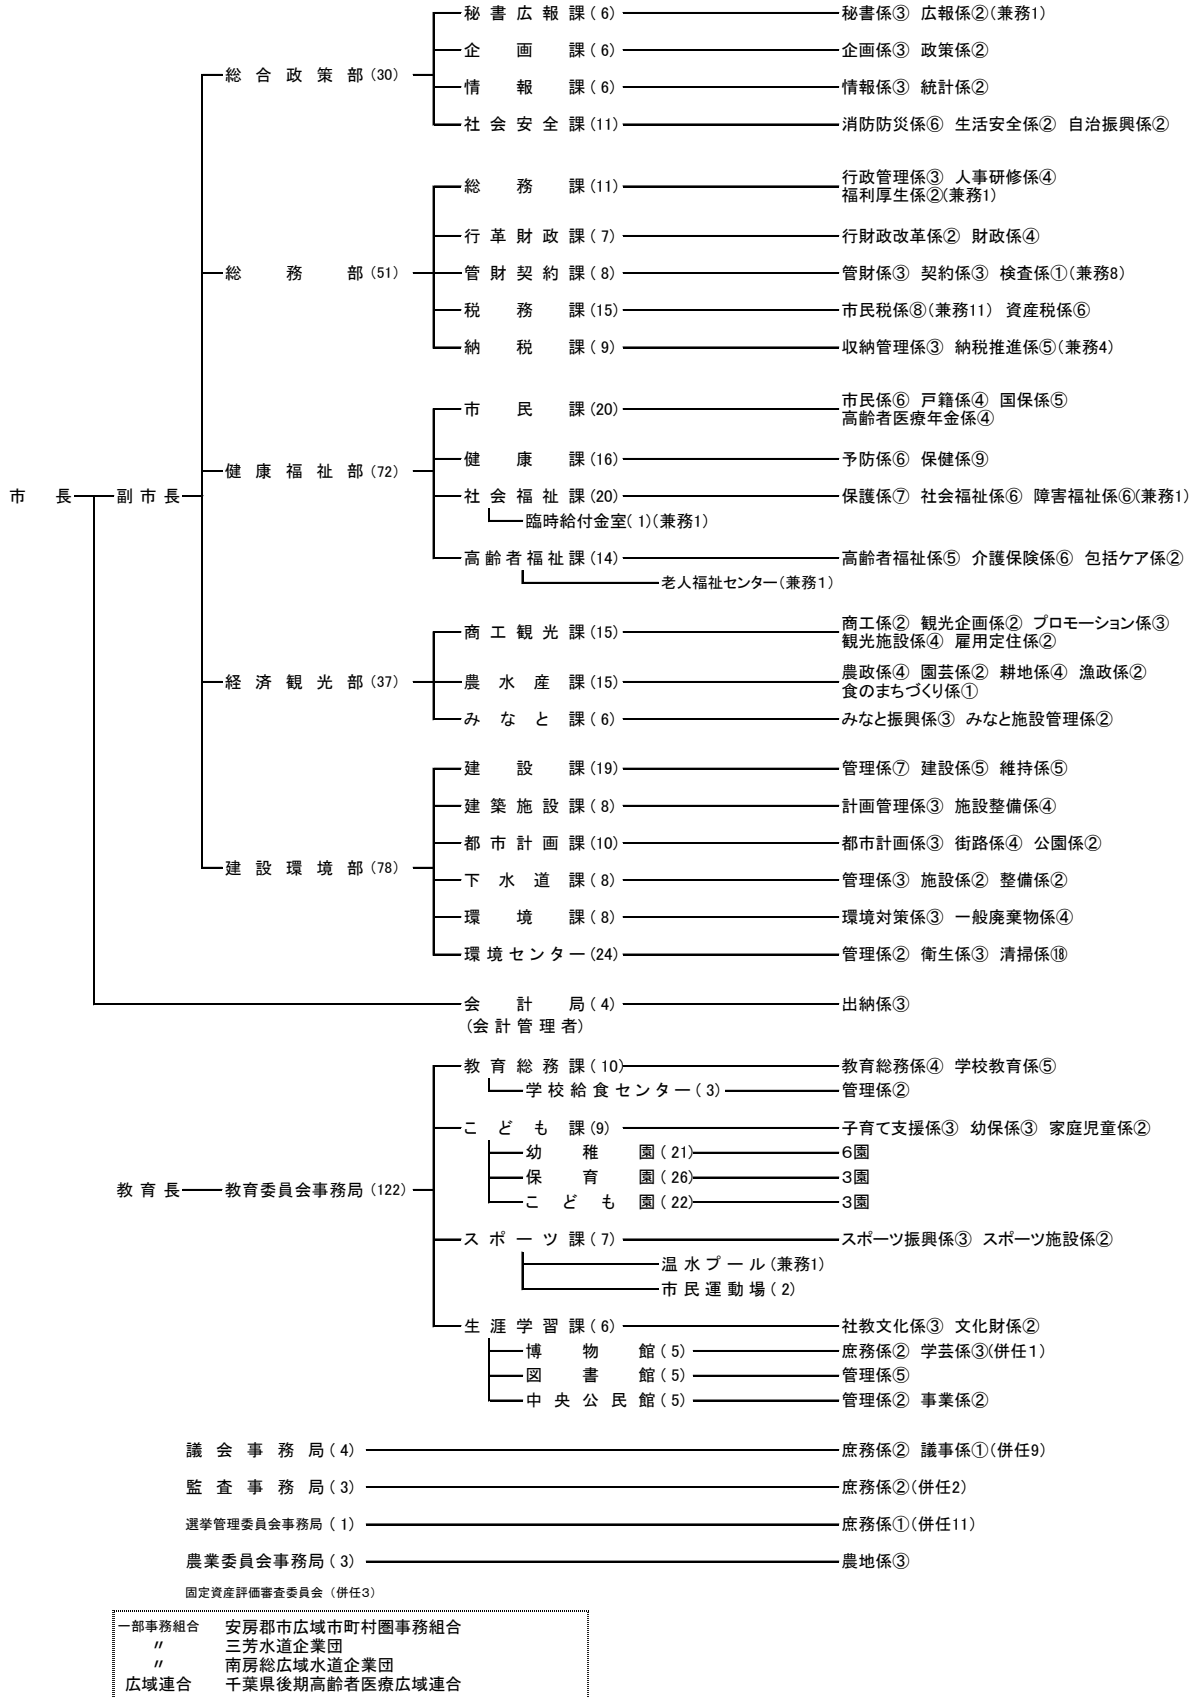 秘書広報課(6) 秘書係③ 広報係②(兼務1)
企画課(6) 企画係③ 政策係②
総合政策部(30)
情報課(6) 情報係③ 統計係②
社会安全課(11) 消防防災係⑥ 生活安全係② 自治振興係②
総務課(11) 行政管理係③ 人事研修係④
福利厚生係②(兼務1)
行革財政課(7) 行財政改革係② 財政係④
総務部(51) 管財契約課(8) 管財係③ 契約係③ 検査係①(兼務8)
税務課(15) 市民税係⑧(兼務11) 資産税係⑥
納税課(9) 収納管理係③ 納税推進係⑤(兼務4)
市民課(20) 市民係⑥ 戸籍係④ 国保係⑤
高齢者医療年金係④
健康課(16) 予防係⑥ 保健係⑨
健康福祉部(72)
市長 副市長 社会福祉課(20) 保護係⑦ 社会福祉係⑥ 障害福祉係⑥(兼務1)
臨時給付金室(1)(兼務1)
高齢者福祉課(14) 高齢者福祉係⑤ 介護保険係⑥ 包括ケア係②
老人福祉センター(兼務1)
商工観光課(15) 商工係② 観光企画係② プロモーション係③
観光施設係④ 雇用定住係②
経済観光部(37) 農水産課(15) 農政係④ 園芸係② 耕地係④ 漁政係②
食のまちづくり係①
みなと課(6) みなと振興係③ みなと施設管理係②
建設課(19) 管理係⑦ 建設係⑤ 維持係⑤
建築施設課(8) 計画管理係③ 施設整備係④
都市計画課(10) 都市計画係③ 街路係④ 公園係②
建設環境部(78)
下水道課(8) 管理係③ 施設係② 整備係②
環境課(8) 環境対策係③ 一般廃棄物係④
環境センター(24) 管理係② 衛生係③ 清掃係⑱
会計局(4) 出納係③
(会計管理者)
教育総務課(10) 教育総務係④ 学校教育係⑤
学校給食センター(3) 管理係②
こども課(9) 子育て支援係③ 幼保係③ 家庭児童係②
幼稚園(21) 6園
保育園(26) 3園
教育長 教育委員会事務局(122)
こども園(22) 3園
スポーツ課(7) スポーツ振興係③ スポーツ施設係②
温水プール(兼務1)
市民運動場(2)
生涯学習課(6) 社教文化係③ 文化財係②
博物館(5) 庶務係② 学芸係③(併任1)
図書館(5) 管理係⑤
中央公民館(5) 管理係② 事業係②
議会事務局(4) 庶務係② 議事係①(併任9)
監査事務局(3) 庶務係②(併任2)
選挙管理委員会事務局(1) 庶務係①(併任11)
農業委員会事務局(3) 農地係③
固定資産評価審査委員会(併任3)
一部事務組合 安房郡市広域市町村圏事務組合
〃 三芳水道企業団
〃 南房総広域水道企業団
広域連合 千葉県後期高齢者医療広域連合